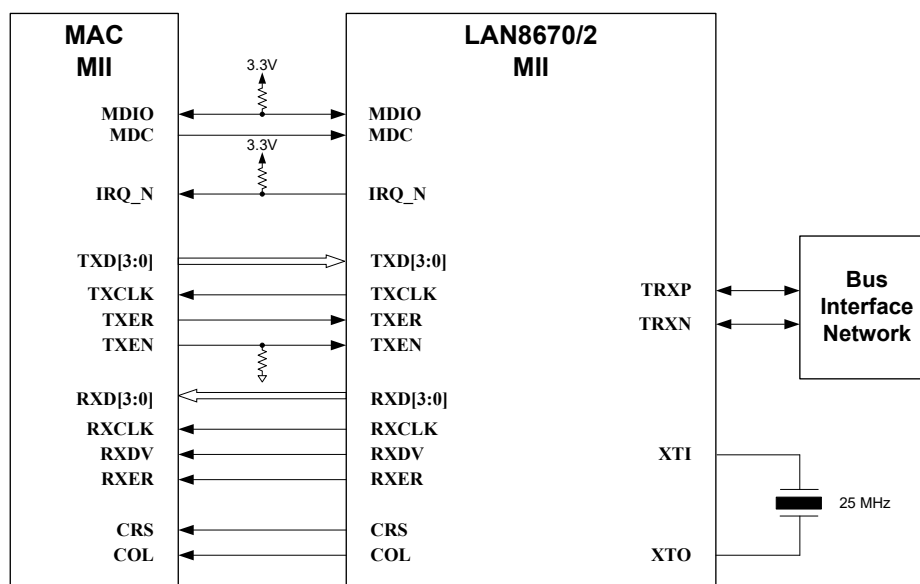 MAC
MII
LAN8670/2
MII
3.3V
MDIO
MDIO
MDC
MDC
3.3V
IRQ_N
IRQ_N
TXD[3:0]
TXD[3:0]
TXCLK
TXCLK
TXER
TXER
TXEN
TXEN
RXD[3:0]
RXD[3:0]
RXCLK
RXCLK
RXDV
RXDV
RXER
RXER
CRS
CRS
COL
COL
TRXP
TRXN
Bus
Interface
Network
XTI
25 MHz
XTO